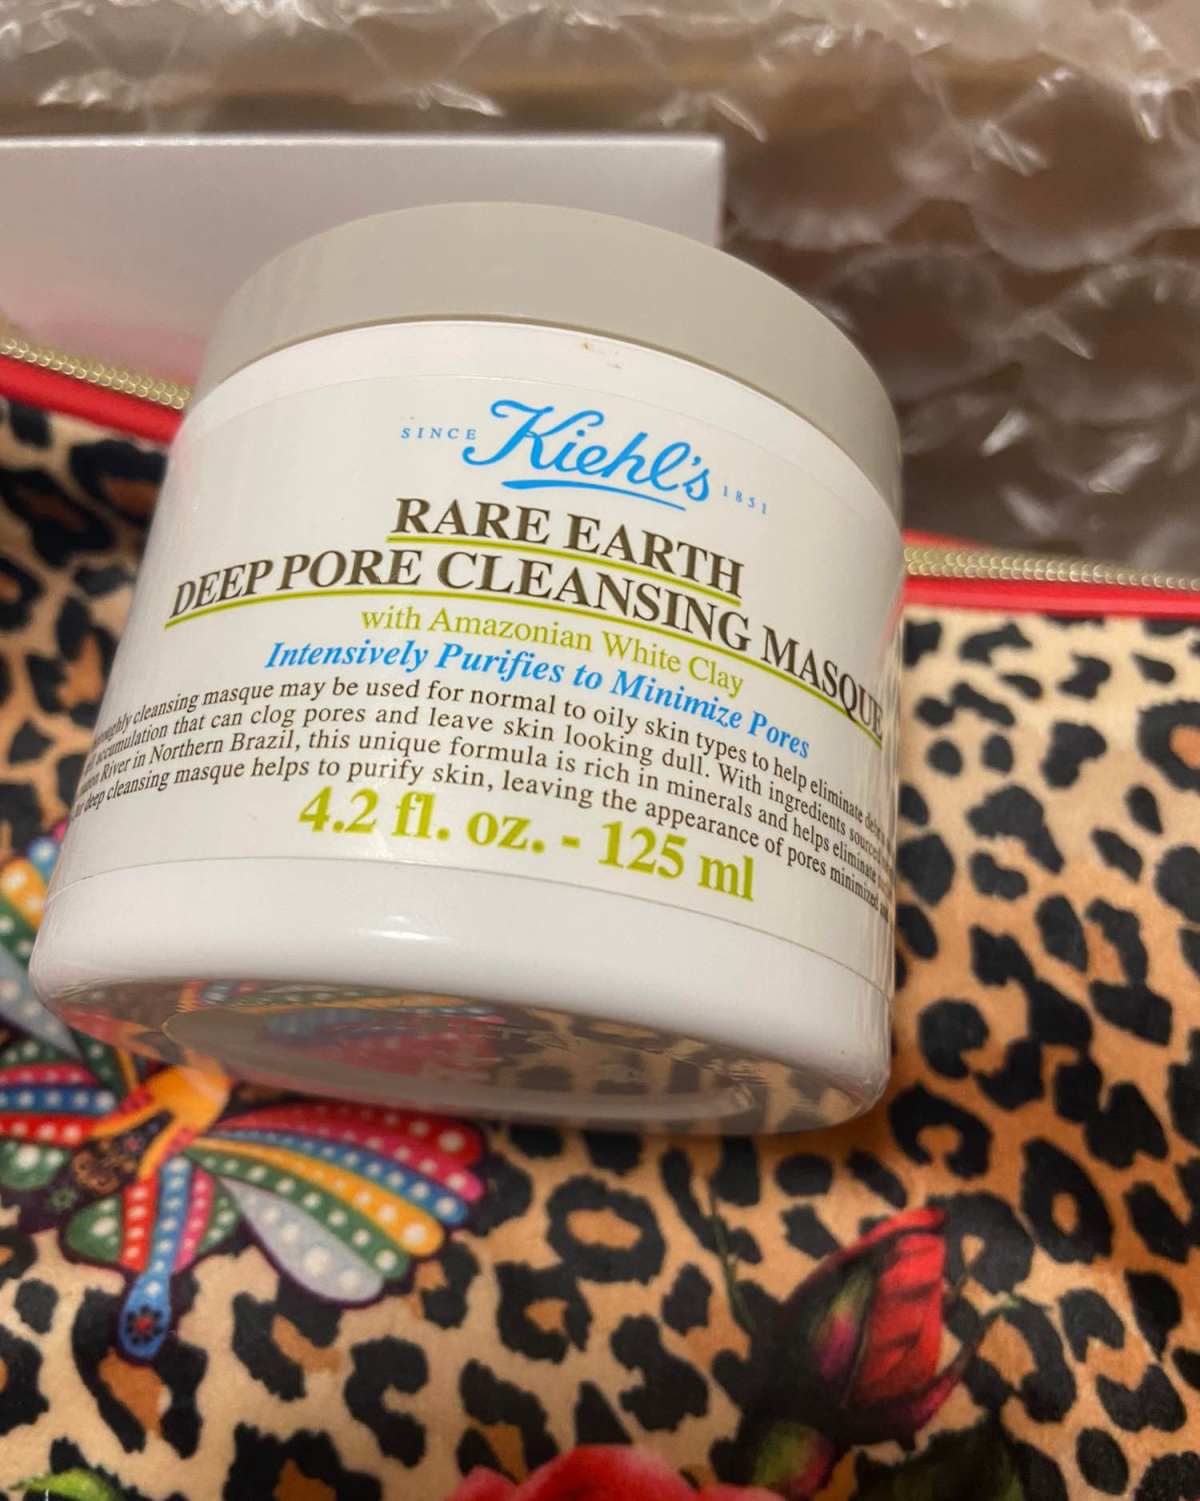 SINCE Kiehl's 1851
RARE EARTH
DEEP PORE CLEANSING MASQUE
with Amazonian White Clay
Intensively Purifies to Minimize Pores
cleansing masque may be used for normal to oily skin types to help eliminate
accumulation that can clog pores and leave skin looking dull. With ingredients sourced
River in Northern Brazil, this unique formula is rich in minerals and helps eliminate
deep cleansing masque helps to purify skin, leaving the appearance of pores minimized
4.2 fl. oz. - 125 ml